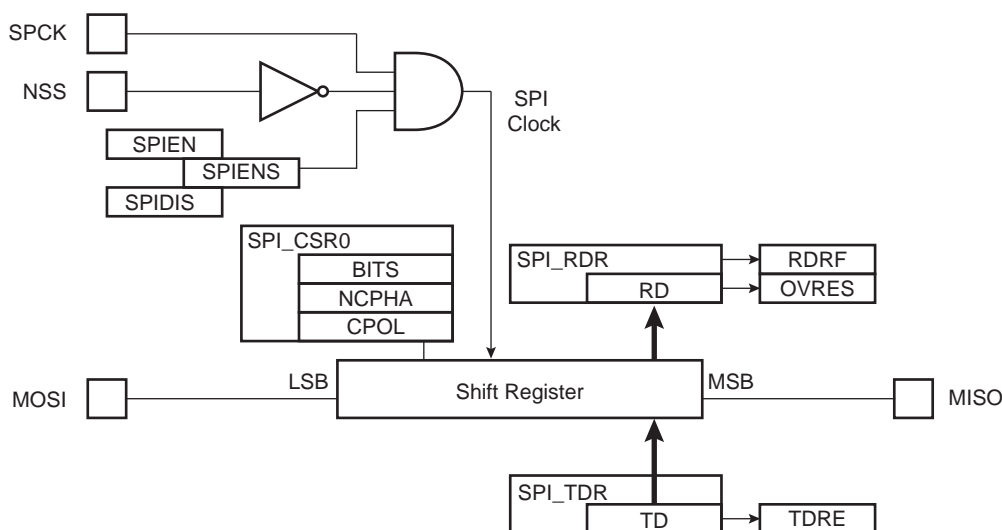 SPCK
NSS
SPI
Clock
SPIEN
SPIENS
SPIDIS
SPI_CSR0
BITS
NCPHA
CPOL
SPI_RDR
RD
RDRF
OVRES
MOSI
LSB
Shift Register
MSB
MISO
SPI_TDR
TD
TDRE